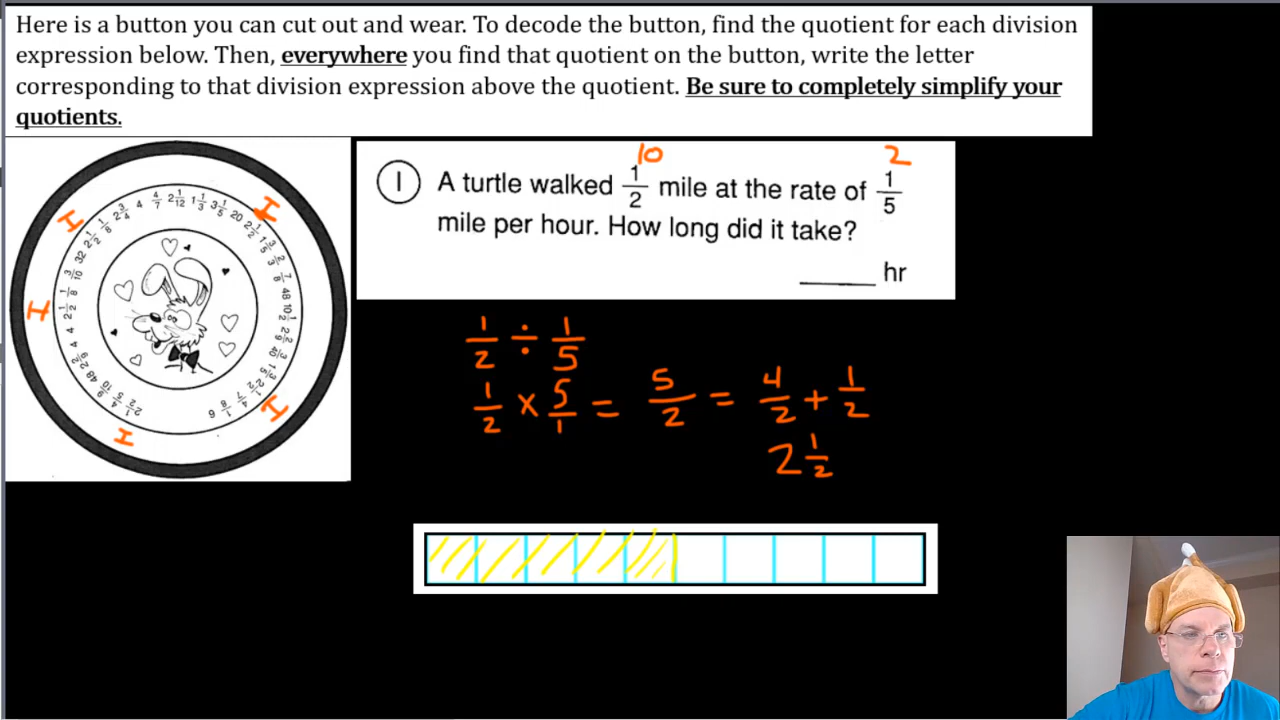 Here is a button you can cut out and wear. To decode the button, find the quotient for each division
expression below. Then, everywhere you find that quotient on the button, write the letter
corresponding to that division expression above the quotient. Be sure to completely simplify your
quotients.
10 2
① A turtle walked 1/2 mile at the rate of 1/5
mile per hour. How long did it take?
____ hr
1/2 ÷ 1/5
1/2 × 5/1 = 5/2 = 4/2 + 1/2
2 1/2
I
I
I
I
I